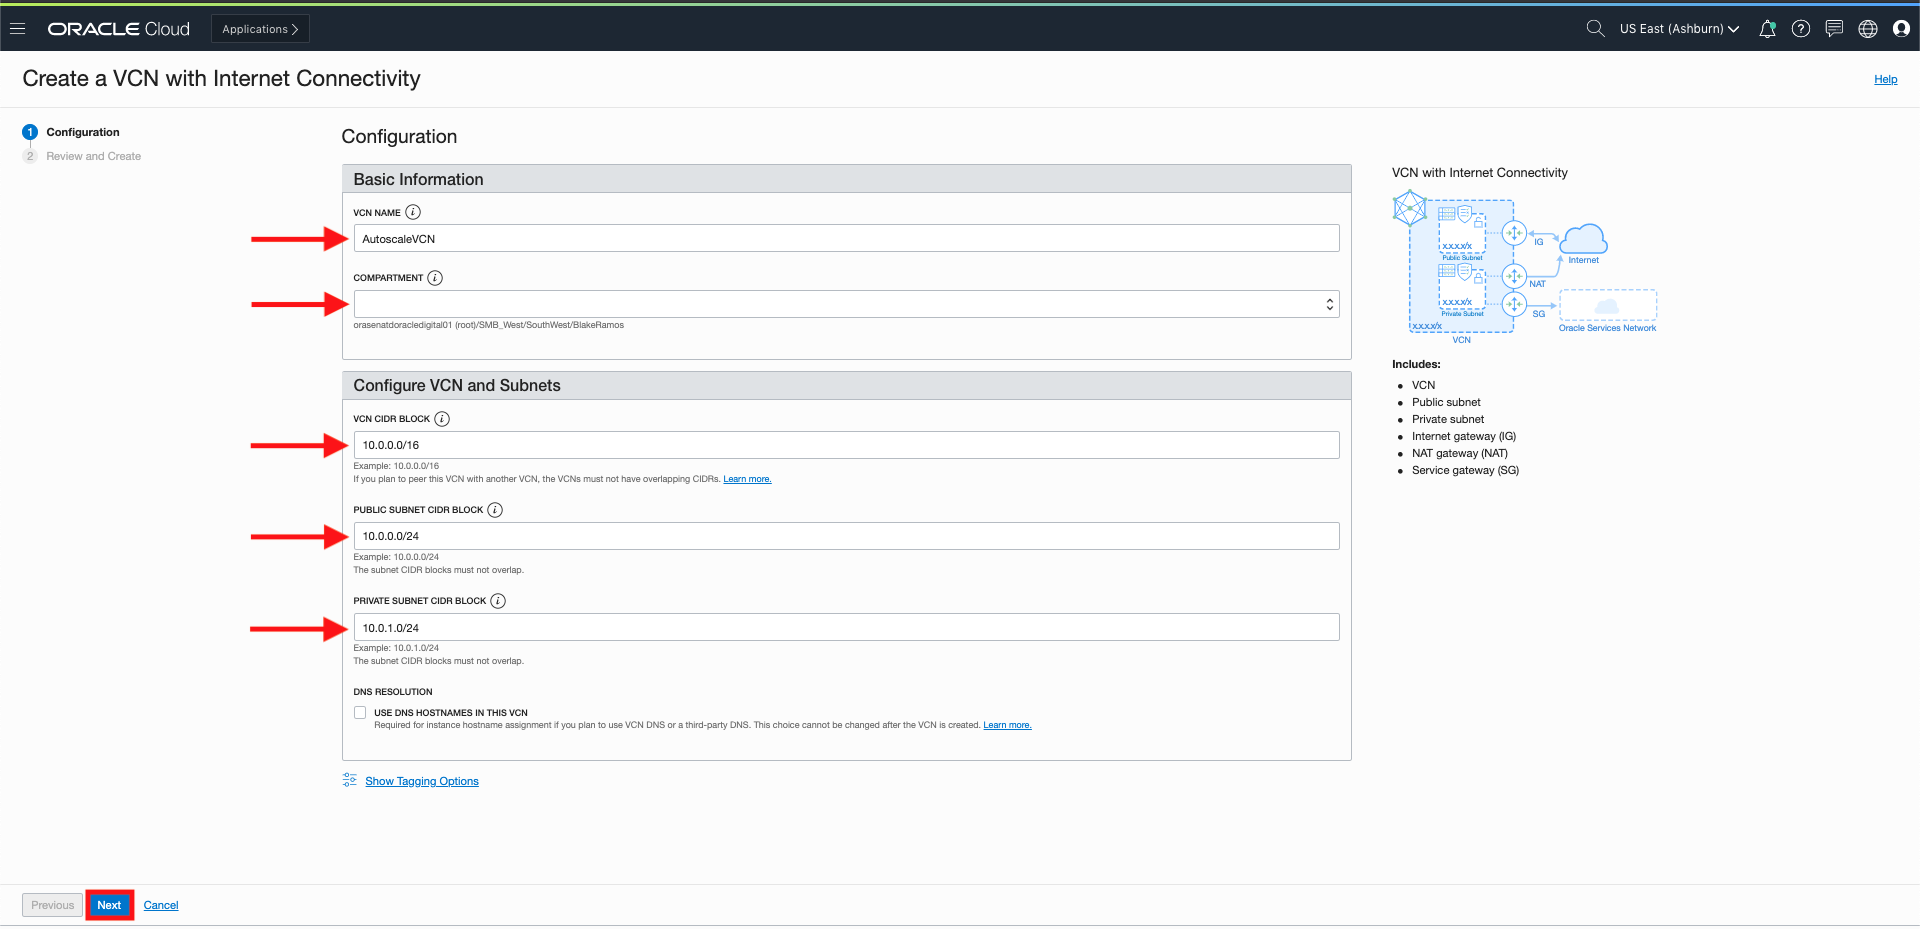 ORACLE Cloud
Applications
US East (Ashburn)
Create a VCN with Internet Connectivity
Help
1 Configuration
2 Review and Create
Configuration
Basic Information
VCN NAME i
AutoscaleVCN
COMPARTMENT i
orasenatdoracledigital01 (root)/SMB_West/SouthWest/BlakeRamos
Configure VCN and Subnets
VCN CIDR BLOCK i
10.0.0.0/16
Example: 10.0.0.0/16
If you plan to peer this VCN with another VCN, the VCNs must not have overlapping CIDRs. Learn more.
PUBLIC SUBNET CIDR BLOCK i
10.0.0.0/24
Example: 10.0.0.0/24
The subnet CIDR blocks must not overlap.
PRIVATE SUBNET CIDR BLOCK i
10.0.1.0/24
Example: 10.0.1.0/24
The subnet CIDR blocks must not overlap.
DNS RESOLUTION
USE DNS HOSTNAMES IN THIS VCN
Required for instance hostname assignment if you plan to use VCN DNS or a third-party DNS. This choice cannot be changed after the VCN is created. Learn more.
Show Tagging Options
VCN with Internet Connectivity
X.X.X.X/X
Public Subnet
IG
Internet
X.X.X.X/X
Private Subnet
NAT
SG
Oracle Services Network
X.X.X.X/X
VCN
Includes:
• VCN
• Public subnet
• Private subnet
• Internet gateway (IG)
• NAT gateway (NAT)
• Service gateway (SG)
Previous
Next
Cancel